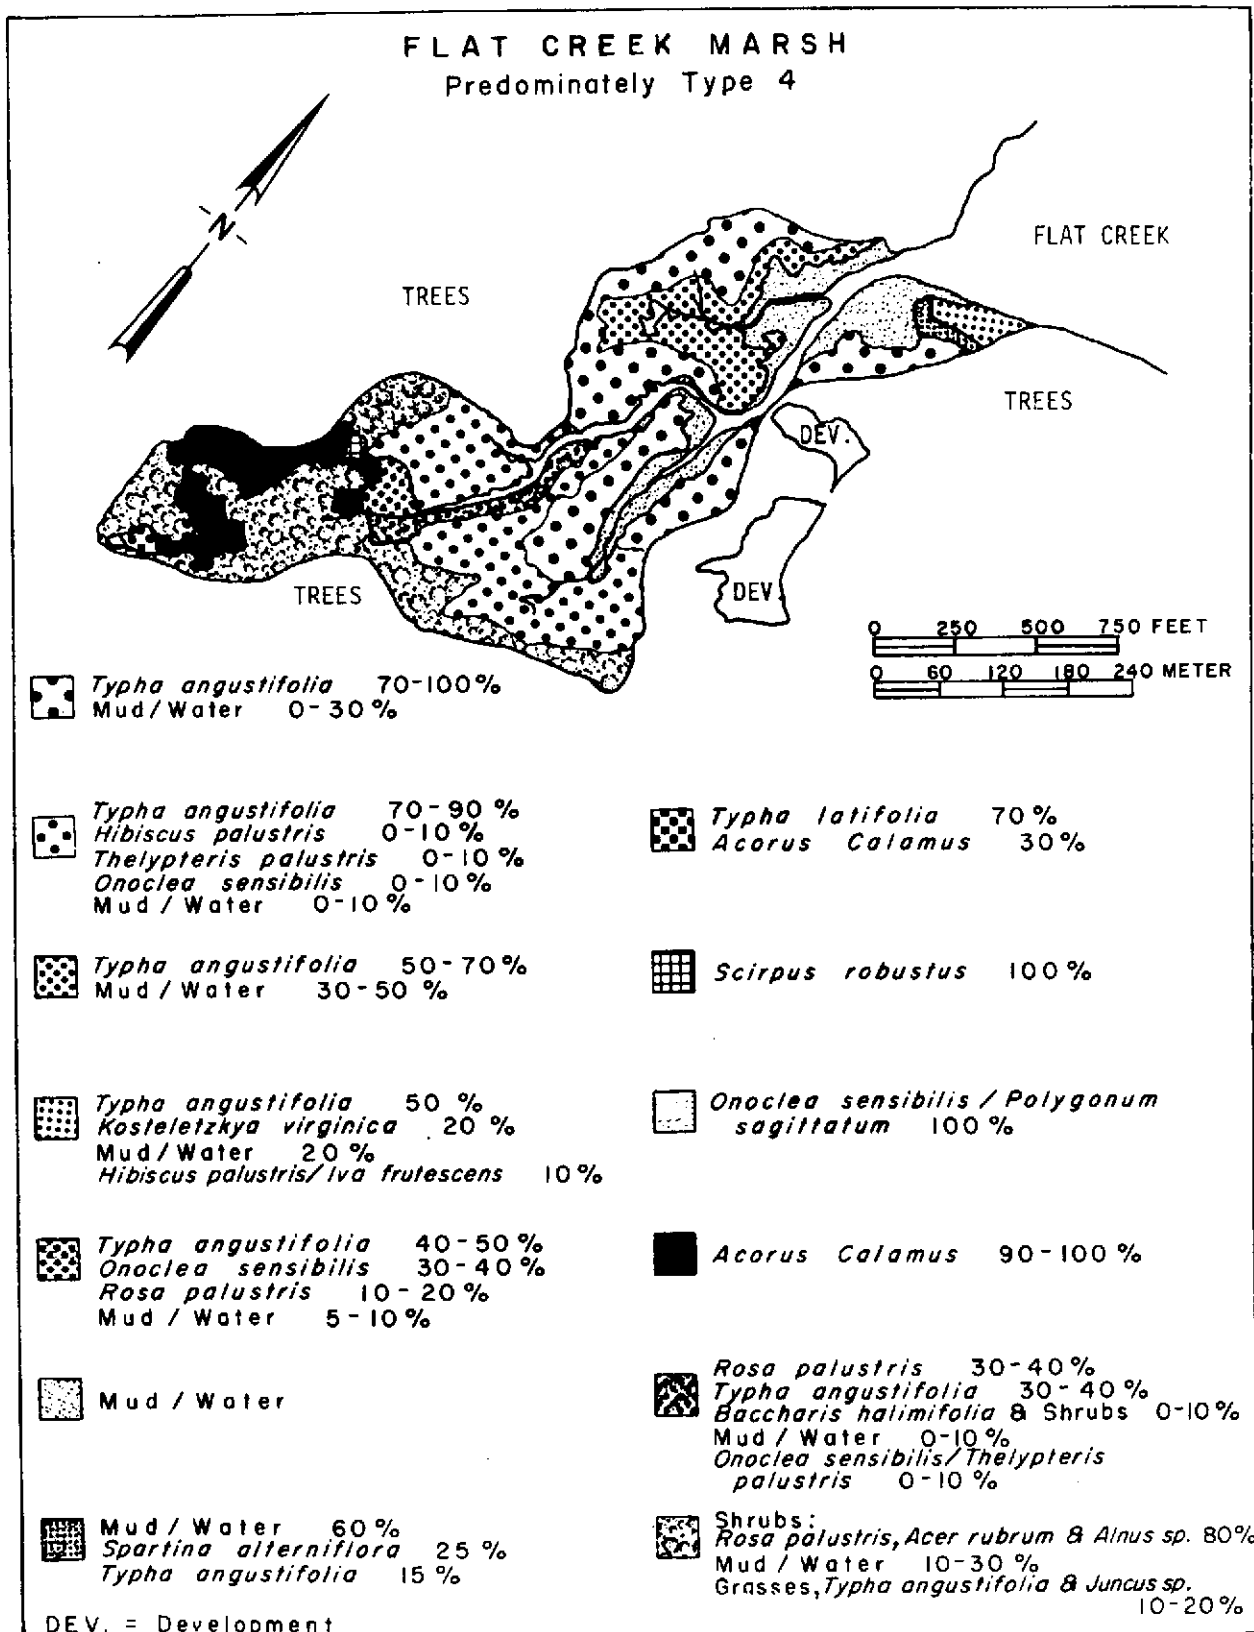 FLAT CREEK MARSH
Predominately Type 4
N
FLAT CREEK
TREES
TREES
DEV.
DEV.
TREES
0 250 500 750 FEET
0 60 120 180 240 METER
Typha angustifolia 70-100%
Mud/Water 0-30%
Typha angustifolia 70-90%
Hibiscus palustris 0-10%
Thelypteris palustris 0-10%
Onoclea sensibilis 0-10%
Mud/Water 0-10%
Typha angustifolia 50-70%
Mud/Water 30-50%
Typha angustifolia 50%
Kosteletzkya virginica 20%
Mud/Water 20%
Hibiscus palustris/Iva frutescens 10%
Typha angustifolia 40-50%
Onoclea sensibilis 30-40%
Rosa palustris 10-20%
Mud/Water 5-10%
Mud/Water
Mud/Water 60%
Spartina alterniflora 25%
Typha angustifolia 15%
DEV. = Development
Typha latifolia 70%
Acorus Calamus 30%
Scirpus robustus 100%
Onoclea sensibilis/Polygonum
sagittatum 100%
Acorus Calamus 90-100%
Rosa palustris 30-40%
Typha angustifolia 30-40%
Baccharis halimifolia & Shrubs 0-10%
Mud/Water 0-10%
Onoclea sensibilis/Thelypteris
palustris 0-10%
Shrubs:
Rosa palustris, Acer rubrum & Alnus sp. 80%
Mud/Water 10-30%
Grasses, Typha angustifolia & Juncus sp.
10-20%